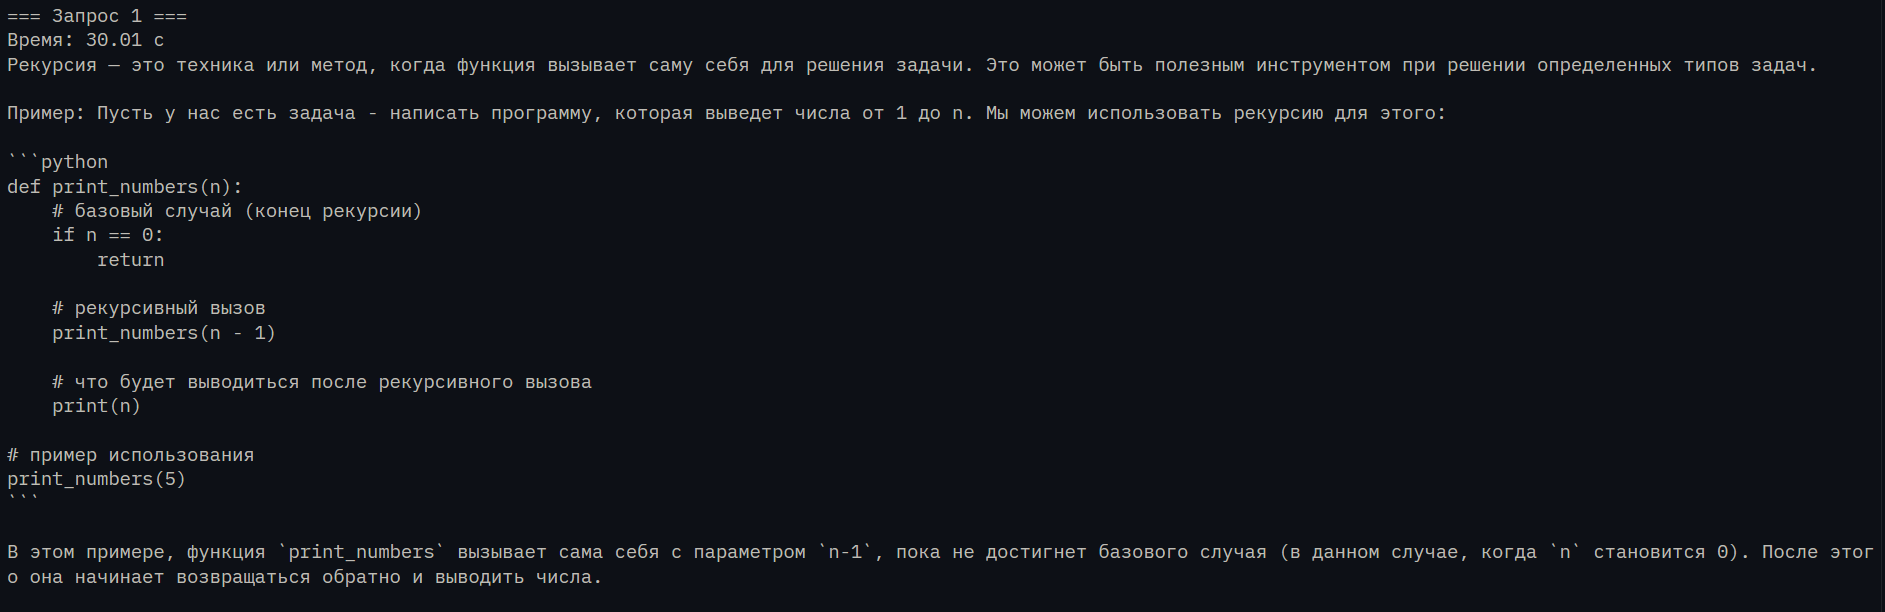 === Запрос 1 ===
Время: 30.01 с
Рекурсия — это техника или метод, когда функция вызывает саму себя для решения задачи. Это может быть полезным инструментом при решении определенных типов задач.

Пример: Пусть у нас есть задача - написать программу, которая выведет числа от 1 до n. Мы можем использовать рекурсию для этого:

```python
def print_numbers(n):
    # базовый случай (конец рекурсии)
    if n == 0:
        return

    # рекурсивный вызов
    print_numbers(n - 1)

    # что будет выводиться после рекурсивного вызова
    print(n)

# пример использования
print_numbers(5)
```

В этом примере, функция `print_numbers` вызывает сама себя с параметром `n-1`, пока не достигнет базового случая (в данном случае, когда `n` становится 0). После этог
о она начинает возвращаться обратно и выводить числа.